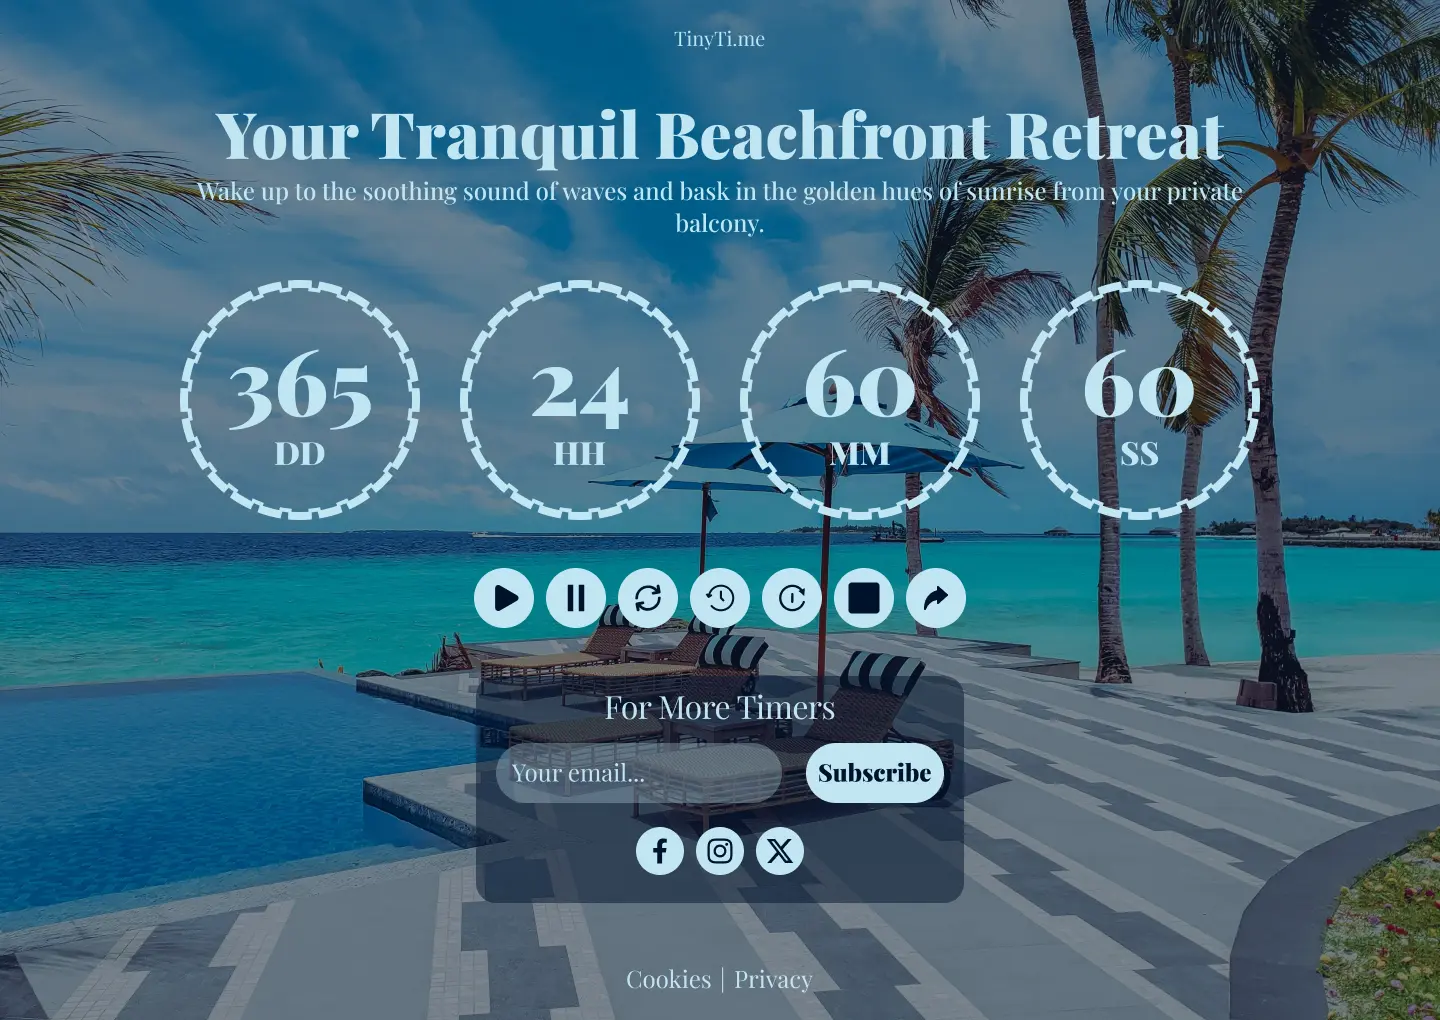 TinyTi.me
Your Tranquil Beachfront Retreat
Wake up to the soothing sound of waves and bask in the golden hues of sunrise from your private
balcony.
365
DD
24
HH
60
MM
60
SS
For More Timers
Your email...
Subscribe
Cookies | Privacy